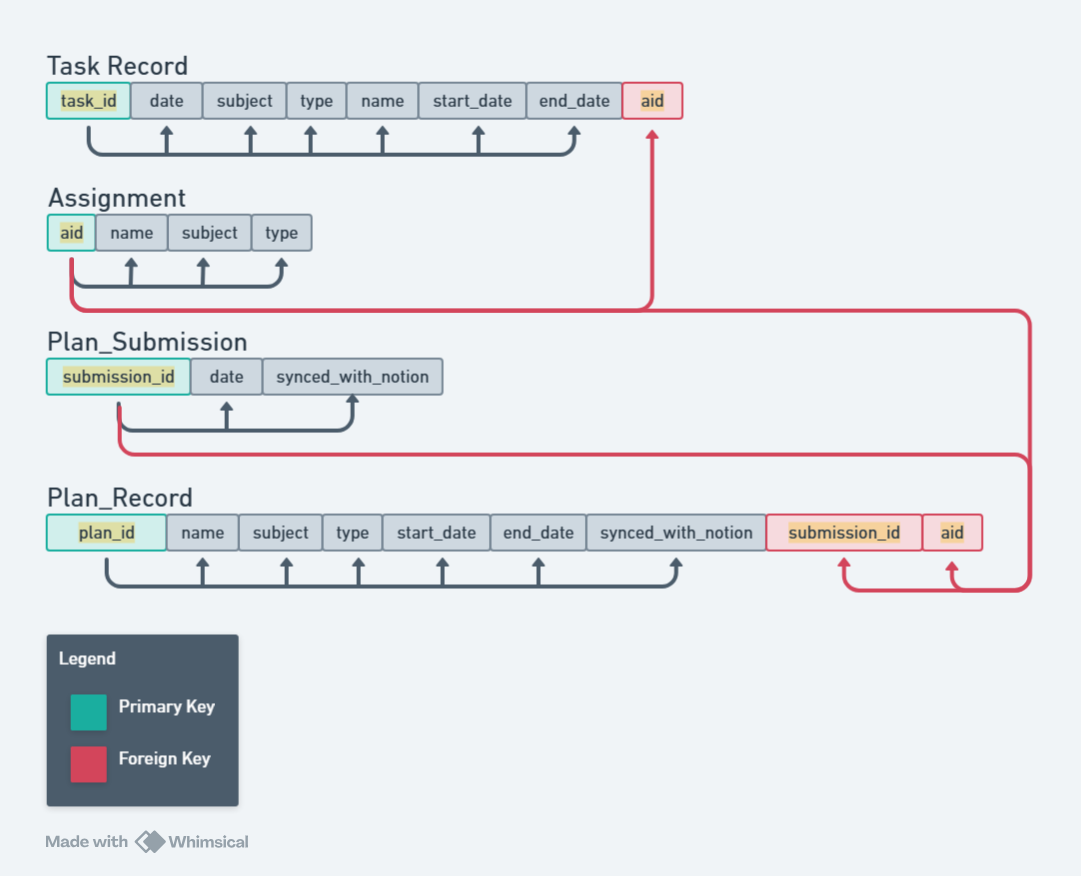 Task Record
task_id date subject type name start_date end_date aid
Assignment
aid name subject type
Plan_Submission
submission_id date synced_with_notion
Plan_Record
plan_id name subject type start_date end_date synced_with_notion submission_id aid
Legend
Primary Key
Foreign Key
Made with Whimsical